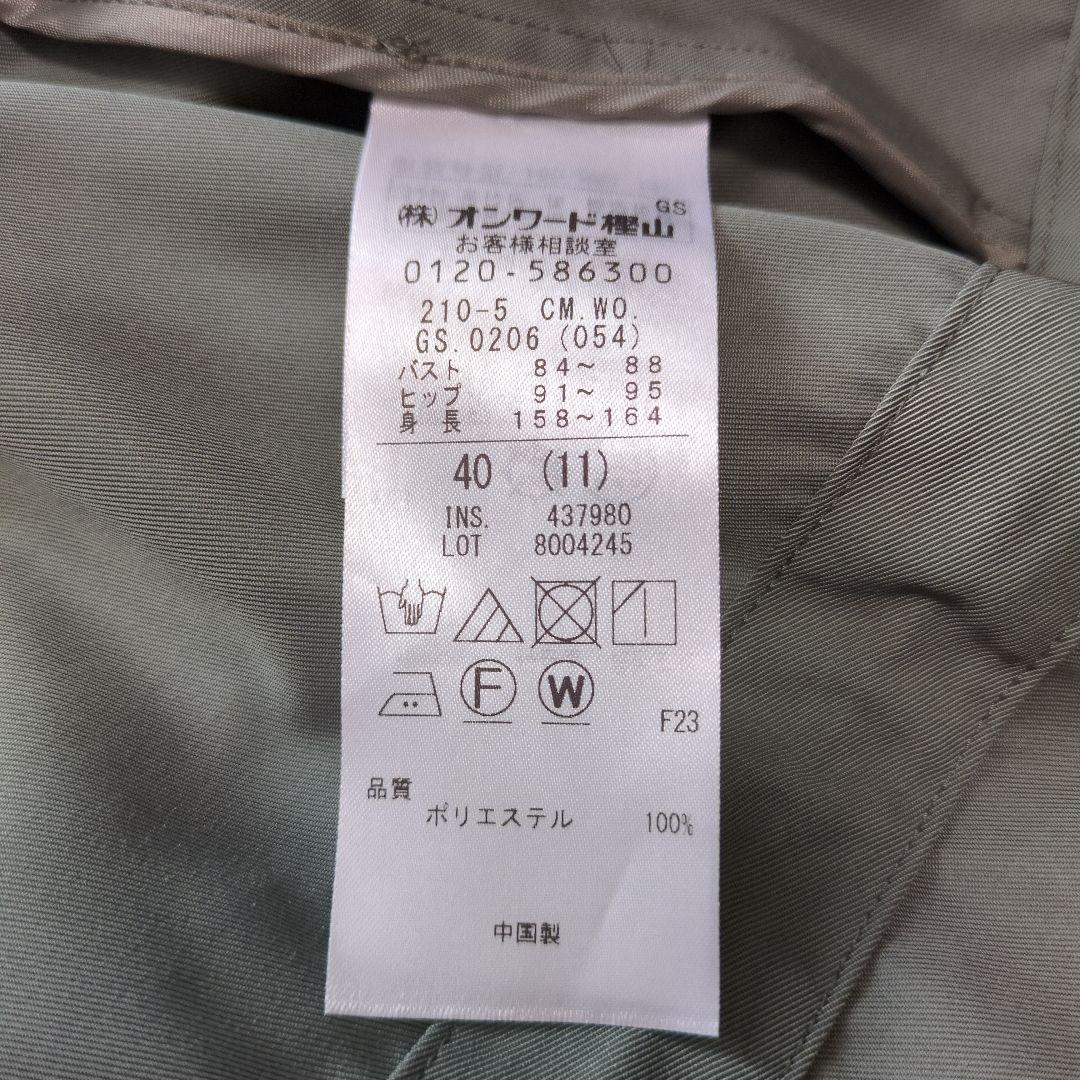 GS
(株)オンワード樫山
お客様相談室
0120-586300
210-5 CM.WO.
GS.0206(054)
バスト 84～ 88
ヒップ 91～ 95
身長 158～164
40 (11)
INS. 437980
LOT 8004245
F
W
F23
品質
ポリエステル 100%
中国製